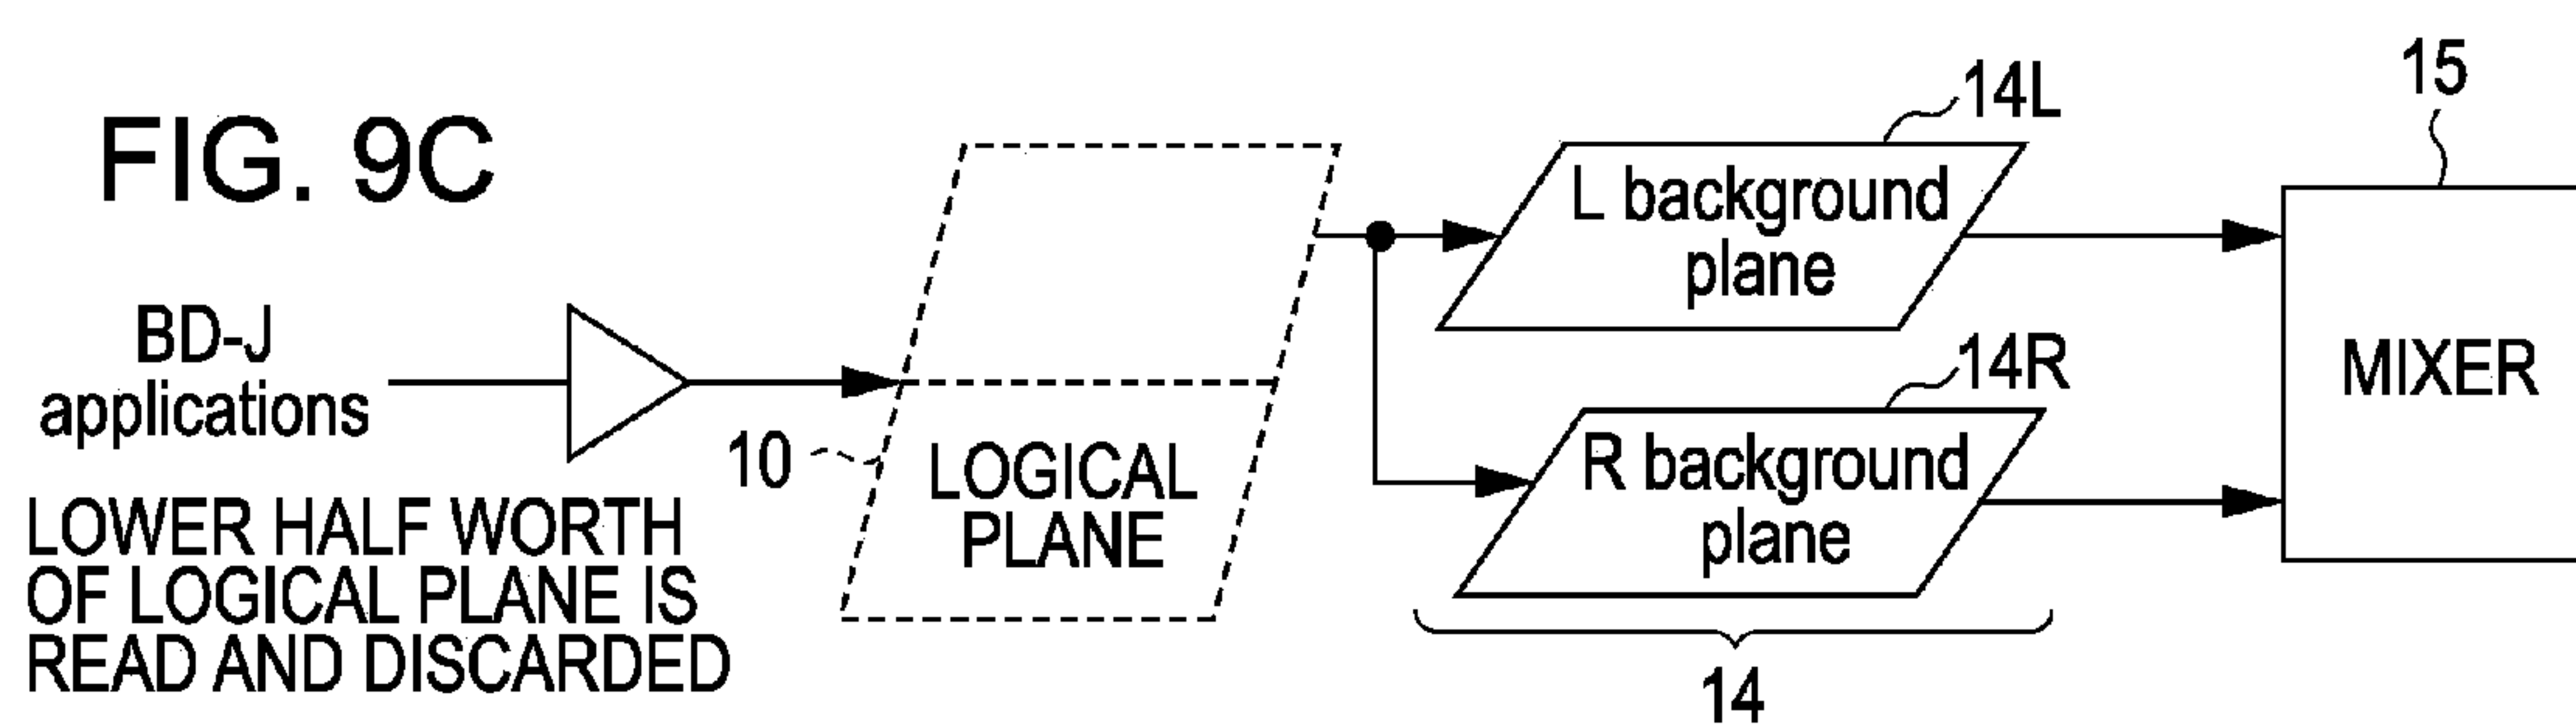 FIG. 9C
BD-J
applications
LOWER HALF WORTH
OF LOGICAL PLANE IS
READ AND DISCARDED
10
LOGICAL
PLANE
14L
L background
plane
14R
R background
plane
14
15
MIXER